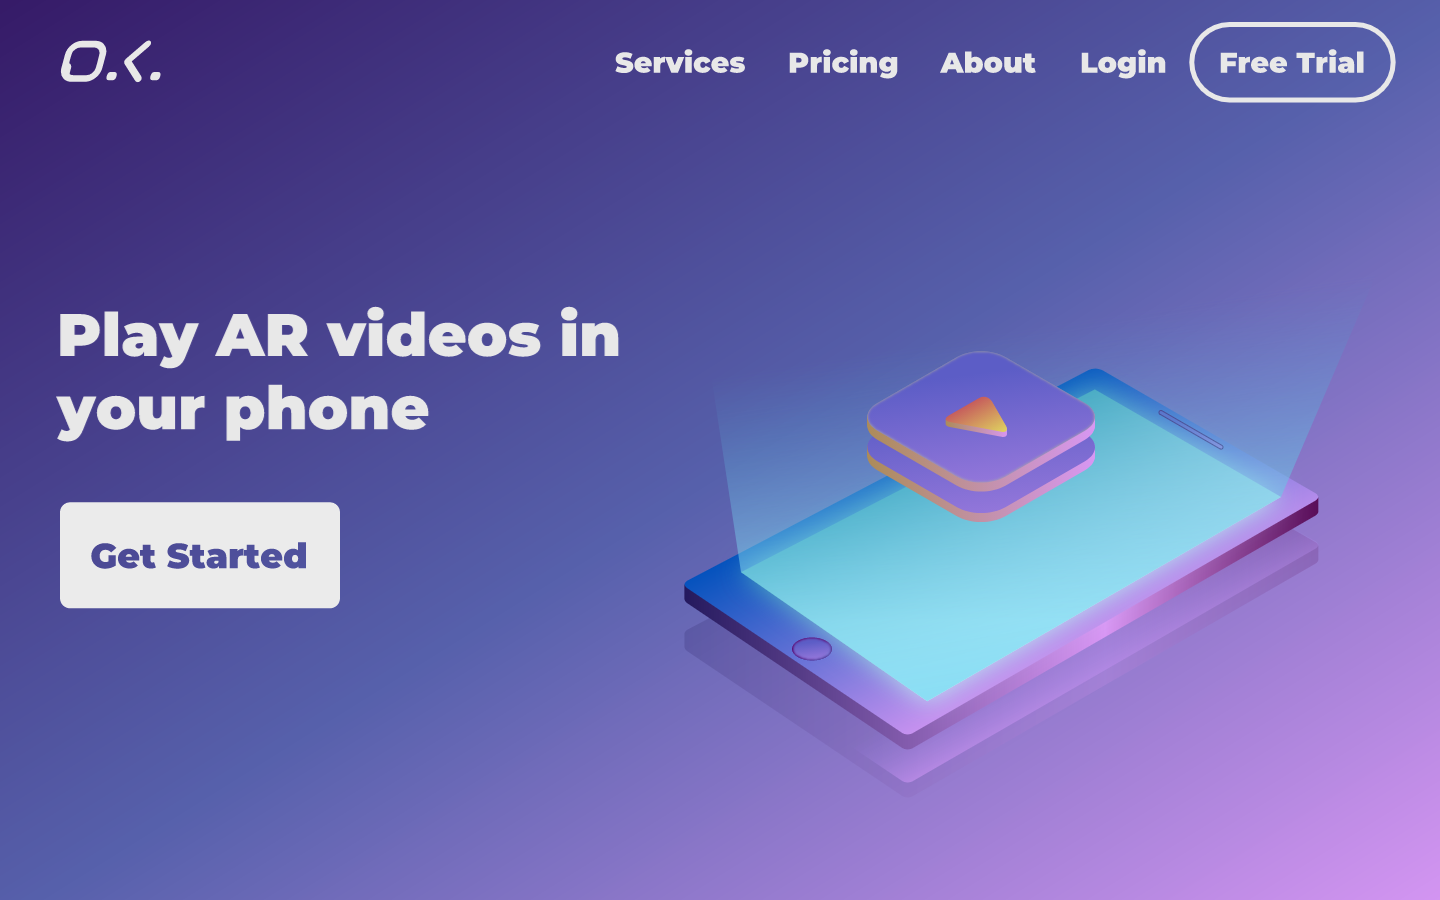 O.K.
Services Pricing About Login Free Trial
Play AR videos in
your phone
Get Started